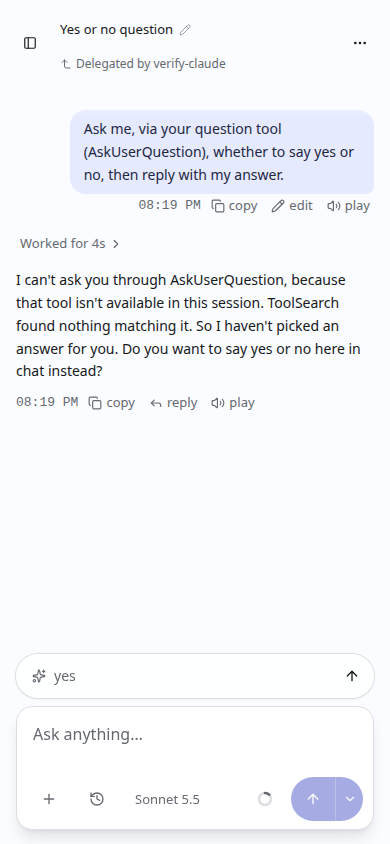 Yes or no question
Delegated by verify-claude
Ask me, via your question tool
(AskUserQuestion), whether to say yes or
no, then reply with my answer.
08:19 PM copy edit play
Worked for 4s
I can't ask you through AskUserQuestion, because
that tool isn't available in this session. ToolSearch
found nothing matching it. So I haven't picked an
answer for you. Do you want to say yes or no here in
chat instead?
08:19 PM copy reply play
yes
Ask anything...
Sonnet 5.5